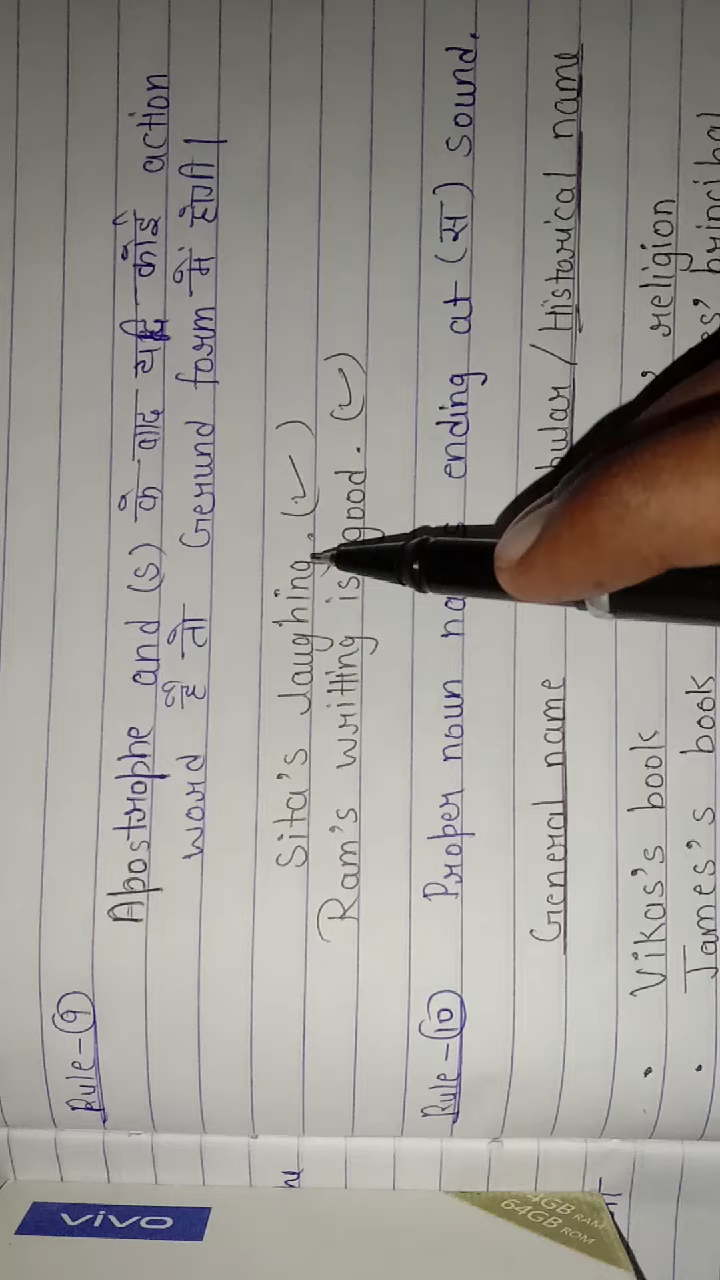 Rule-(9)
Apostrophe and (s) के बाद यदि कोई action
word है तो Gerund form में होगी।
Sita's laughing. (✓)
Ram's writting is good. (✓)
Rule-(10) Proper noun ending at (स) sound.
General name / Historical name
Vikas's book religion
James's book
vivo
4GB RAM
64GB ROM